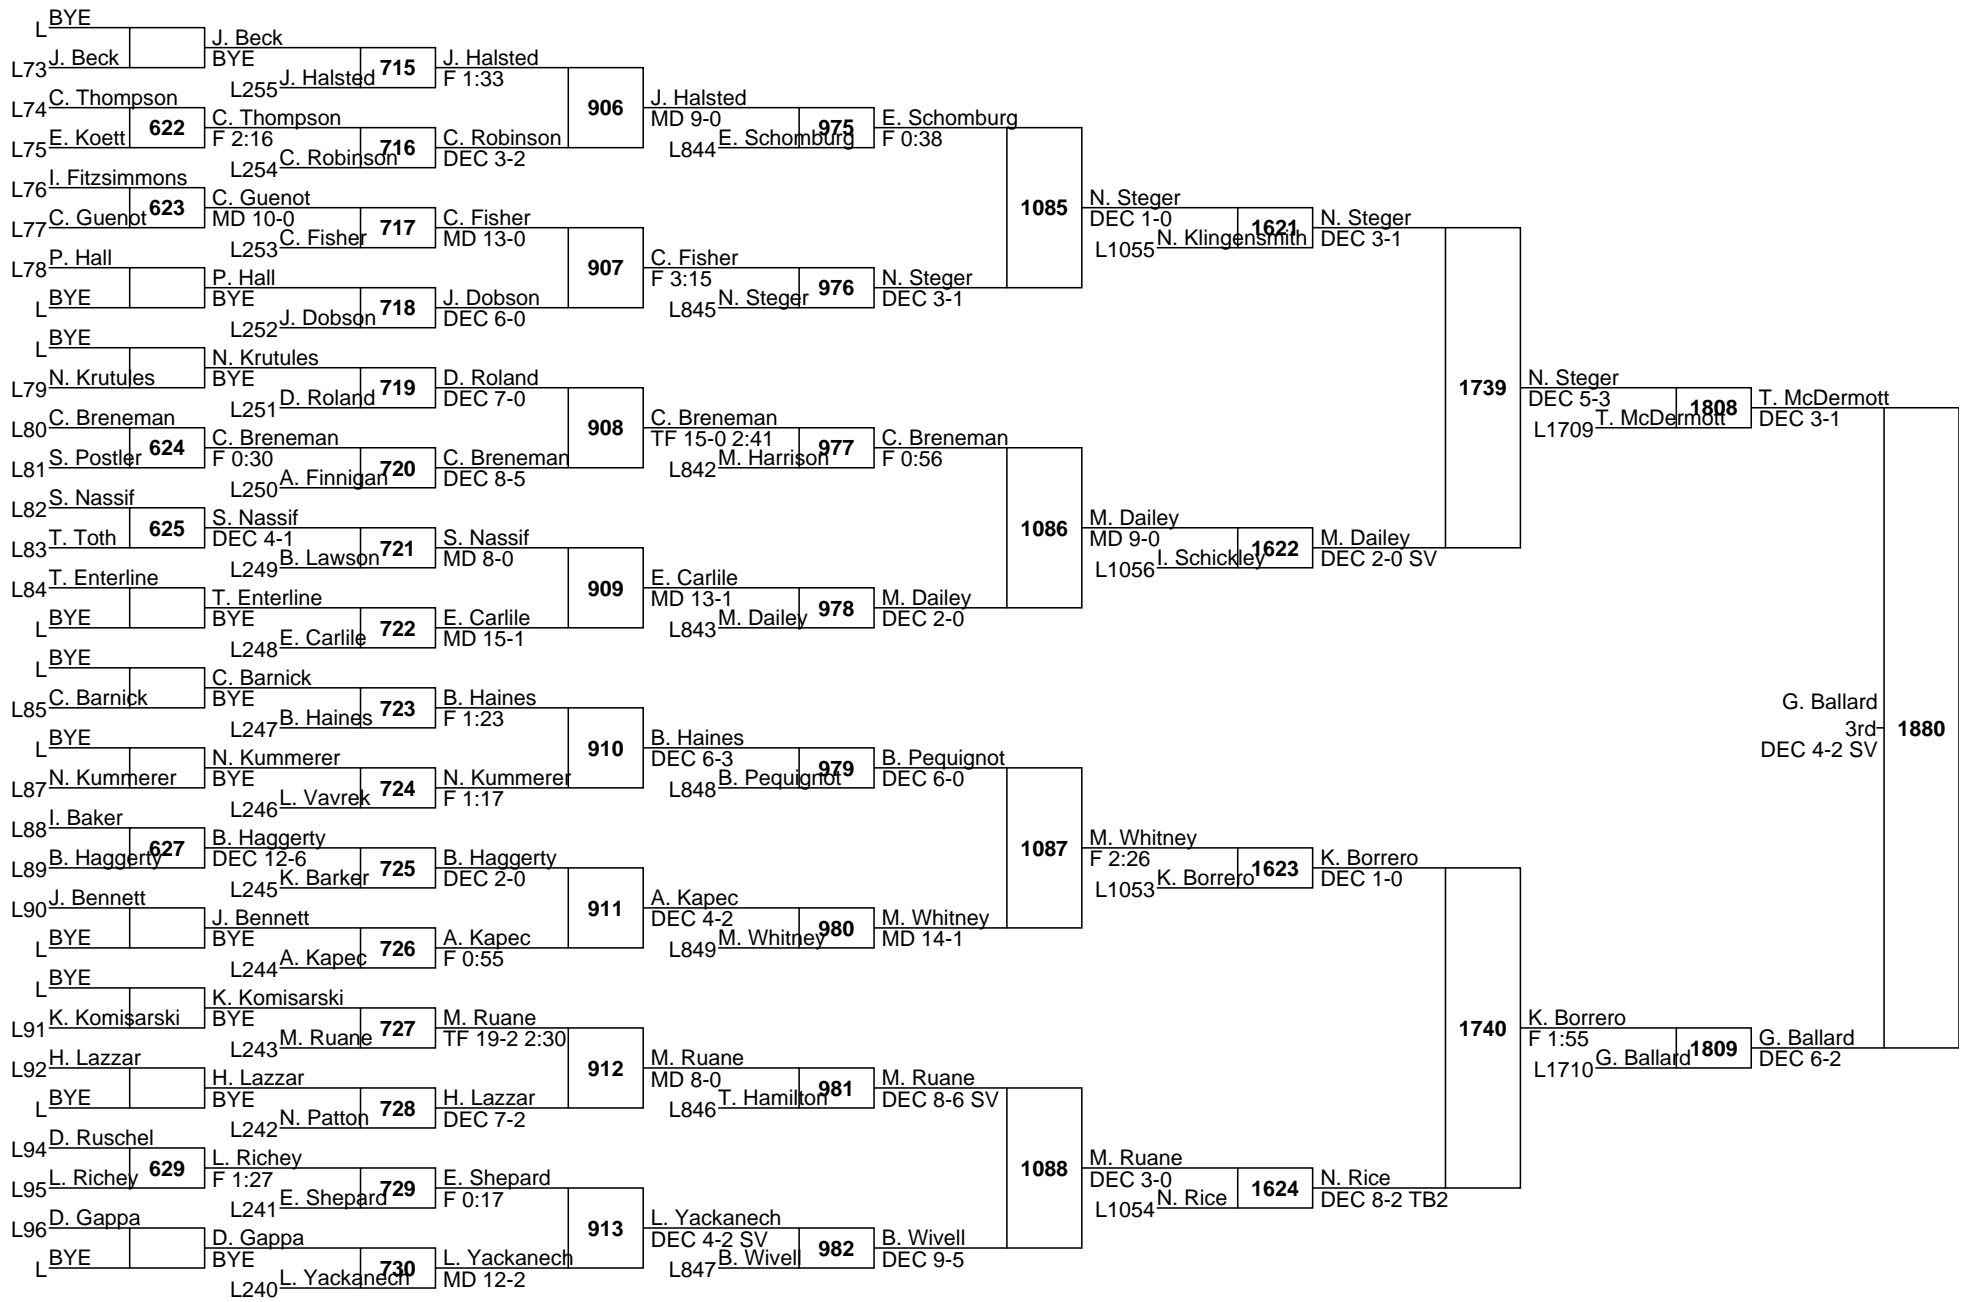 BYE
L
J. Beck
L73
J. Beck
BYE
L255 J. Halsted
715
J. Halsted
F 1:33
L74 C. Thompson
L75 E. Koett
622
C. Thompson
F 2:16
L254 C. Robinson
716
C. Robinson
DEC 3-2
906
J. Halsted
MD 9-0
L844 E. Schomburg
975
E. Schomburg
F 0:38
L76 I. Fitzsimmons
L77 C. Guenot
623
C. Guenot
MD 10-0
L253 C. Fisher
717
C. Fisher
MD 13-0
L78 P. Hall
L BYE
P. Hall
BYE
L252 J. Dobson
718
J. Dobson
DEC 6-0
907
C. Fisher
F 3:15
L845 N. Steger
976
N. Steger
DEC 3-1
1085
N. Steger
DEC 1-0
L1055 N. Klingensmith
1621
N. Steger
DEC 3-1
L BYE
L79 N. Krutules
N. Krutules
BYE
L251 D. Roland
719
D. Roland
DEC 7-0
L80 C. Breneman
L81 S. Postler
624
C. Breneman
F 0:30
L250 A. Finnigan
720
C. Breneman
DEC 8-5
908
C. Breneman
TF 15-0 2:41
L842 M. Harrison
977
C. Breneman
F 0:56
L82 S. Nassif
L83 T. Toth
625
S. Nassif
DEC 4-1
L249 B. Lawson
721
S. Nassif
MD 8-0
L84 T. Enterline
L BYE
T. Enterline
BYE
L248 E. Carlile
722
E. Carlile
MD 15-1
909
E. Carlile
MD 13-1
L843 M. Dailey
978
M. Dailey
DEC 2-0
1086
M. Dailey
MD 9-0
L1056 I. Schickley
1622
M. Dailey
DEC 2-0 SV
1739
N. Steger
DEC 5-3
L1709 T. McDermott
1808
T. McDermott
DEC 3-1
L BYE
L85 C. Barnick
C. Barnick
BYE
L247 B. Haines
723
B. Haines
F 1:23
L BYE
L87 N. Kummerer
N. Kummerer
BYE
L246 L. Vavrek
724
N. Kummerer
F 1:17
910
B. Haines
DEC 6-3
L848 B. Pequignot
979
B. Pequignot
DEC 6-0
L88 I. Baker
L89 B. Haggerty
627
B. Haggerty
DEC 12-6
L245 K. Barker
725
B. Haggerty
DEC 2-0
L90 J. Bennett
L BYE
J. Bennett
BYE
L244 A. Kapec
726
A. Kapec
F 0:55
911
A. Kapec
DEC 4-2
L849 M. Whitney
980
M. Whitney
MD 14-1
1087
M. Whitney
F 2:26
L1053 K. Borrero
1623
K. Borrero
DEC 1-0
L BYE
L91 K. Komisarski
K. Komisarski
BYE
L243 M. Ruane
727
M. Ruane
TF 19-2 2:30
L92 H. Lazzar
L BYE
H. Lazzar
BYE
L242 N. Patton
728
H. Lazzar
DEC 7-2
912
M. Ruane
MD 8-0
L846 T. Hamilton
981
M. Ruane
DEC 8-6 SV
L94 D. Ruschel
L95 L. Richey
629
L. Richey
F 1:27
L241 E. Shepard
729
E. Shepard
F 0:17
L96 D. Gappa
L BYE
D. Gappa
BYE
L240 L. Yackanech
730
L. Yackanech
MD 12-2
913
L. Yackanech
DEC 4-2 SV
L847 B. Wivell
982
B. Wivell
DEC 9-5
1088
M. Ruane
DEC 3-0
L1054 N. Rice
1624
N. Rice
DEC 8-2 TB2
1740
K. Borrero
F 1:55
L1710 G. Ballard
1809
G. Ballard
DEC 6-2
G. Ballard
3rd
DEC 4-2 SV
1880